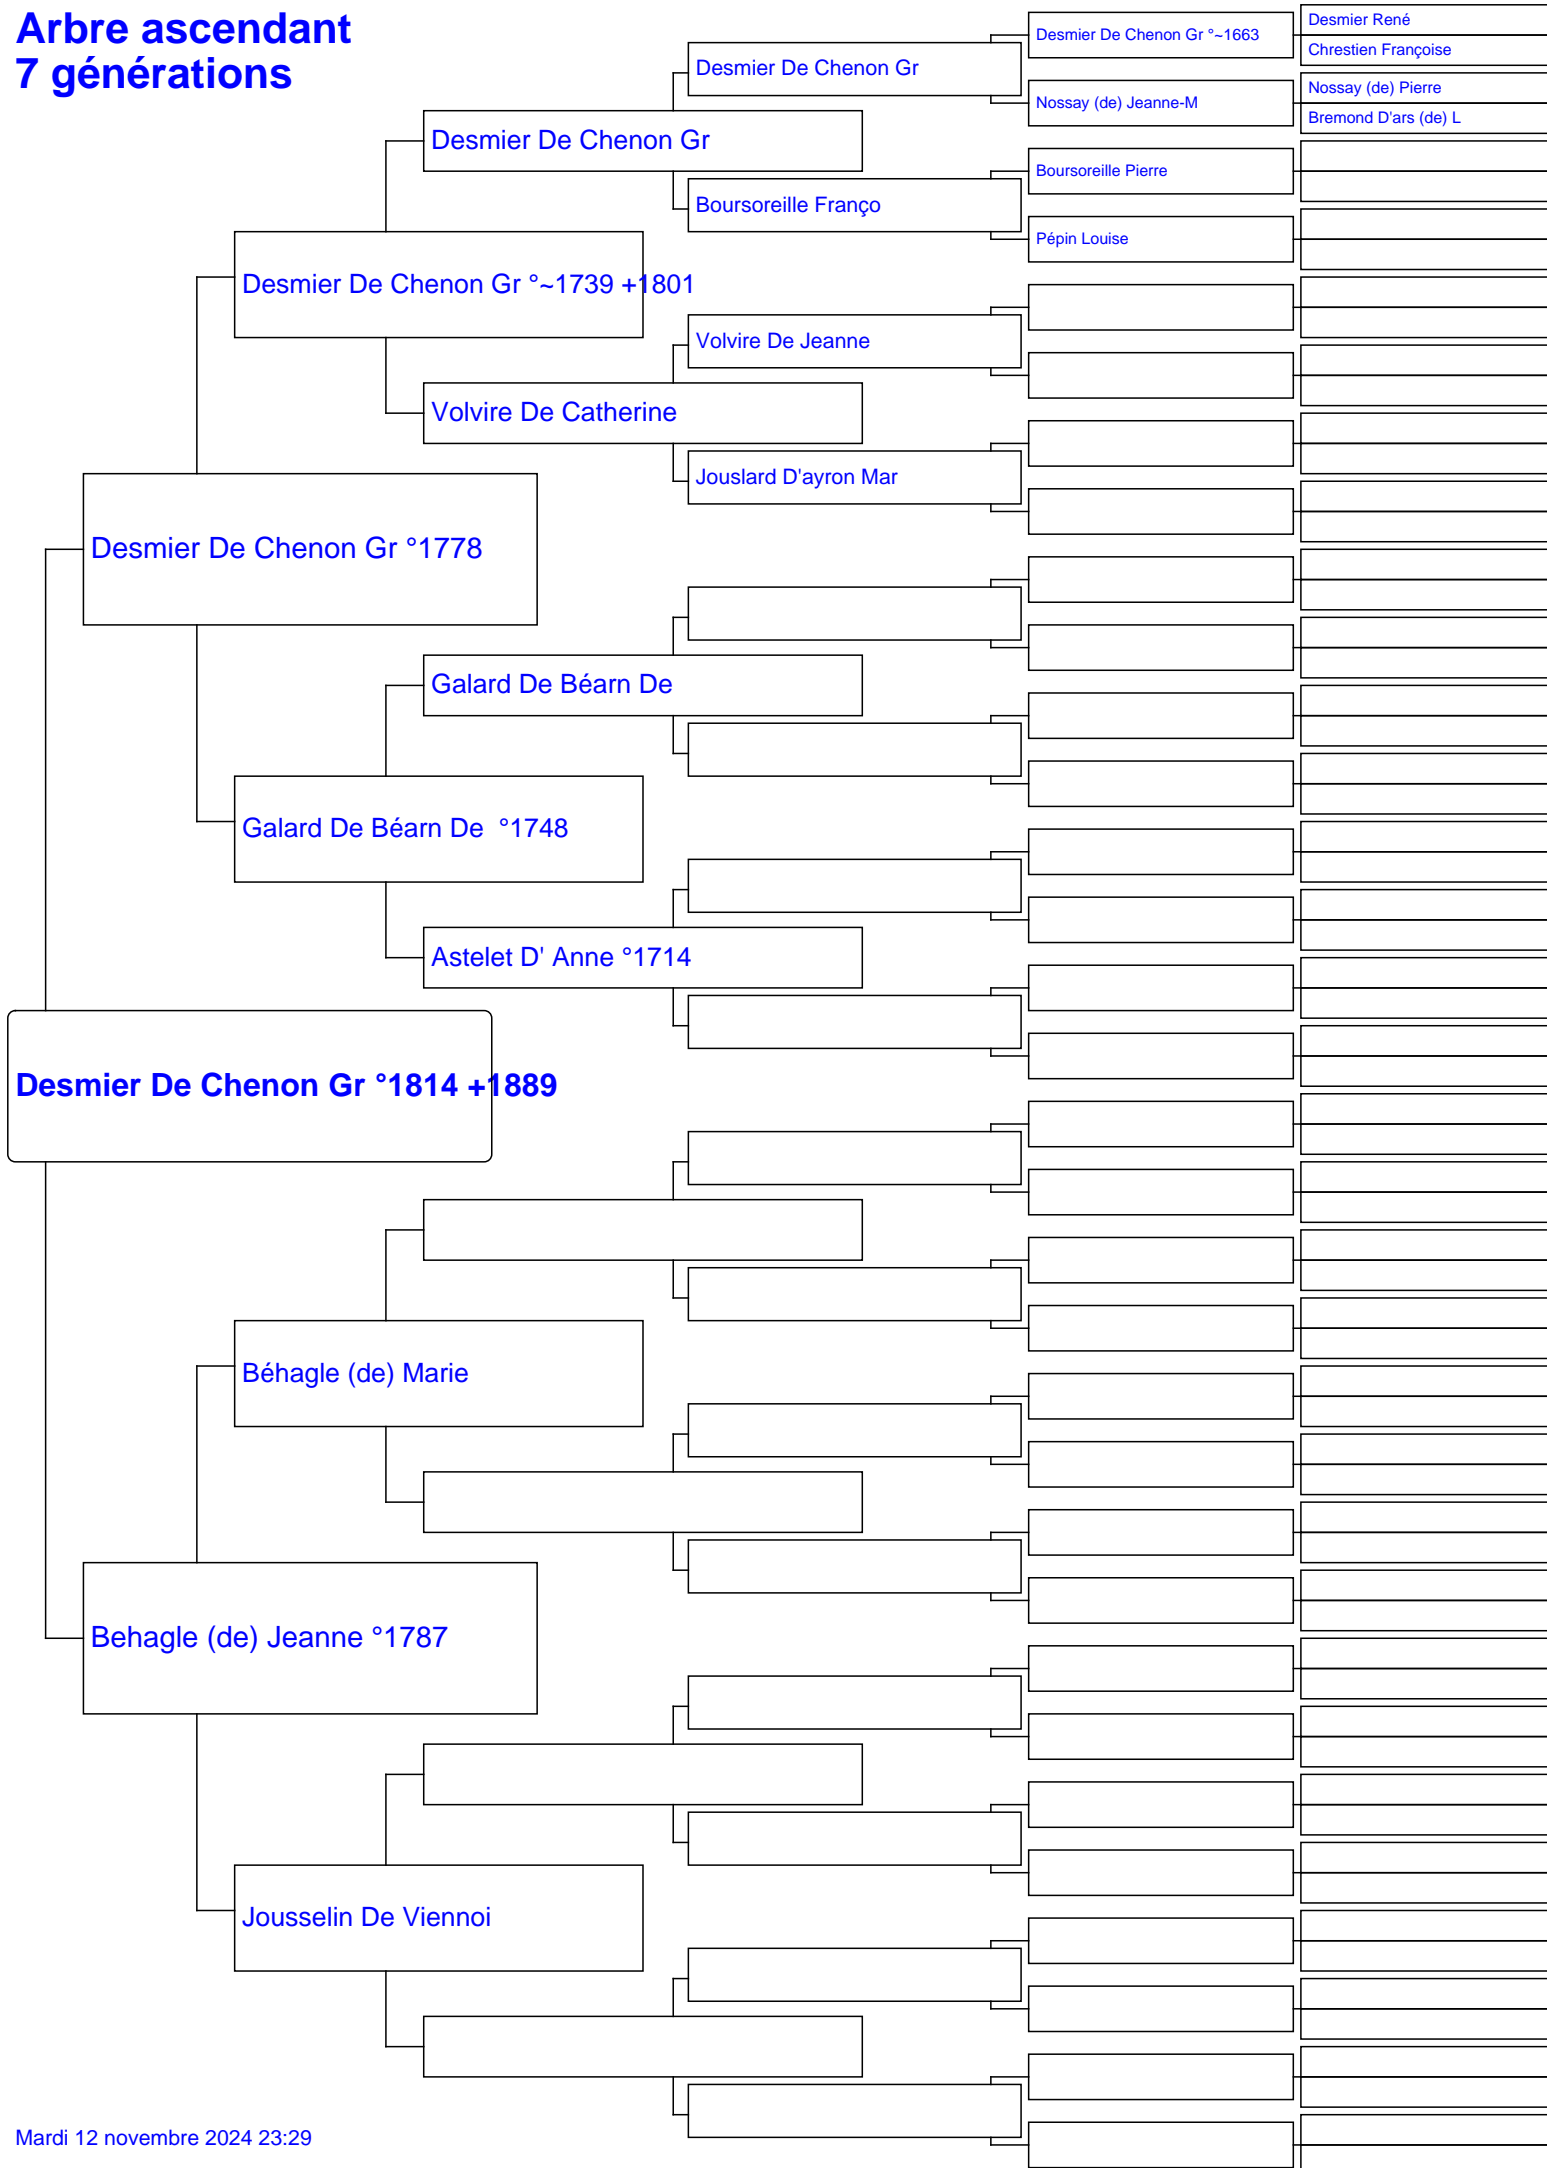 Arbre ascendant
7 générations
Desmier De Chenon Gr °~1663
Desmier René
Chrestien Françoise
Desmier De Chenon Gr
Nossay (de) Jeanne-M
Nossay (de) Pierre
Bremond D'ars (de) L
Desmier De Chenon Gr
Boursoreille Pierre
Boursoreille Franço
Pépin Louise
Desmier De Chenon Gr °~1739 +1801
Volvire De Jeanne
Volvire De Catherine
Jouslard D'ayron Mar
Desmier De Chenon Gr °1778
Galard De Béarn De
Galard De Béarn De  °1748
Astelet D' Anne °1714
Desmier De Chenon Gr °1814 +1889
Béhagle (de) Marie
Behagle (de) Jeanne °1787
Jousselin De Viennoi
Mardi 12 novembre 2024 23:29